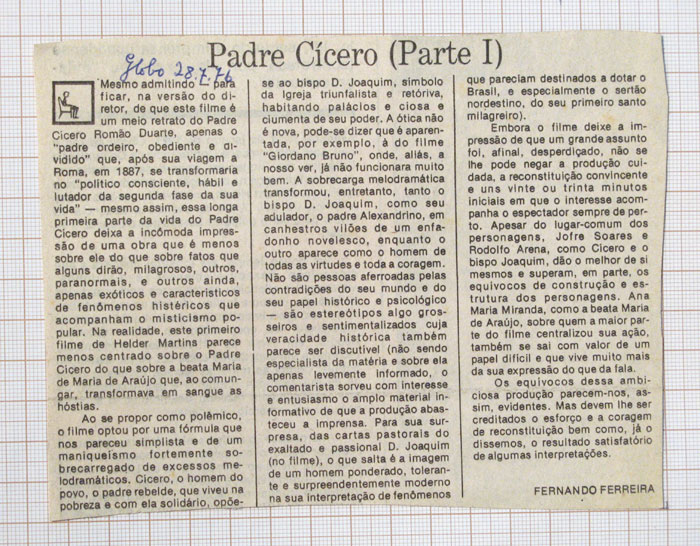 Padre Cícero (Parte I)
Globo 28.7.76
Mesmo admitindo — para
ficar, na versão do di-
retor, de que este filme é
um meio retrato do Padre
Cícero Romão Duarte, apenas o
"padre ordeiro, obediente e di-
vidido" que, após sua viagem a
Roma, em 1887, se transformaria
no "político consciente, hábil e
lutador da segunda fase da sua
vida" — mesmo assim, essa longa
primeira parte da vida do Padre
Cícero deixa a incômoda impres-
são de uma obra que é menos
sobre ele do que sobre fatos que
alguns dirão, milagrosos, outros,
paranormais, e outros ainda,
apenas exóticos e característicos
de fenômenos histéricos que
acompanham o misticismo po-
pular. Na realidade, este primeiro
filme de Helder Martins parece
menos centrado sobre o Padre
Cícero do que sobre a beata Maria
de Maria de Araújo que, ao comun-
gar, transformava em sangue as
hóstias.
Ao se propor como polêmico,
o filme optou por uma fórmula que
nos pareceu simplista e de um
maniqueísmo fortemente so-
brecarregado de excessos me-
lodramáticos. Cícero, o homem do
povo, o padre rebelde, que viveu na
pobreza e com ela solidário, opõe-
se ao bispo D. Joaquim, símbolo
da Igreja triunfalista e retóriva,
habitando palácios e ciosa e
ciumenta de seu poder. A ótica não
é nova, pode-se dizer que é aparen-
tada, por exemplo, à do filme
"Giordano Bruno", onde, aliás, a
nosso ver, já não funcionara muito
bem. A sobrecarga melodramática
transformou, entretanto, tanto o
bispo D. Joaquim, como seu
adulador, o padre Alexandrino, em
canhestros vilões de um enfa-
donho novelesco, enquanto o
outro aparece como o homem de
todas as virtudes e toda a coragem.
Não são pessoas aferroadas pelas
contradições do seu mundo e do
seu papel histórico e psicológico
— são estereótipos algo gros-
seiros e sentimentalizados cuja
veracidade histórica também
parece ser discutível (não sendo
especialista da matéria e sobre ela
apenas levemente informado, o
comentarista sorveu com interesse
e entusiasmo o amplo material in-
formativo de que a produção abas-
teceu a imprensa. Para sua sur-
presa, das cartas pastorais do
exaltado e passional D. Joaquim
(no filme), o que salta é a imagem
de um homem ponderado, toleran-
te e surpreendentemente moderno
na sua interpretação de fenômenos
que pareciam destinados a dotar o
Brasil, e especialmente o sertão
nordestino, do seu primeiro santo
milagreiro).
Embora o filme deixe a im-
pressão de que um grande assunto
foi, afinal, desperdiçado, não se
lhe pode negar a produção cui-
dada, a reconstituição convincente
e uns vinte ou trinta minutos
iniciais em que o interesse acom-
panha o espectador sempre de per-
to. Apesar do lugar-comum dos
personagens, Jofre Soares e
Rodolfo Arena, como Cícero e o
bispo Joaquim, dão o melhor de si
mesmos e superam, em parte, os
equívocos de construção e es-
trutura dos personagens. Ana
Maria Miranda, como a beata Maria
de Araújo, sobre quem a maior par-
te do filme centralizou sua ação,
também se sai com valor de um
papel difícil e que vive muito mais
da sua expressão do que da fala.
Os equívocos dessa ambi-
ciosa produção parecem-nos, as-
sim, evidentes. Mas devem lhe ser
creditados o esforço e a coragem
de reconstituição bem como, já o
dissemos, o resultado satisfatório
de algumas interpretações.
FERNANDO FERREIRA